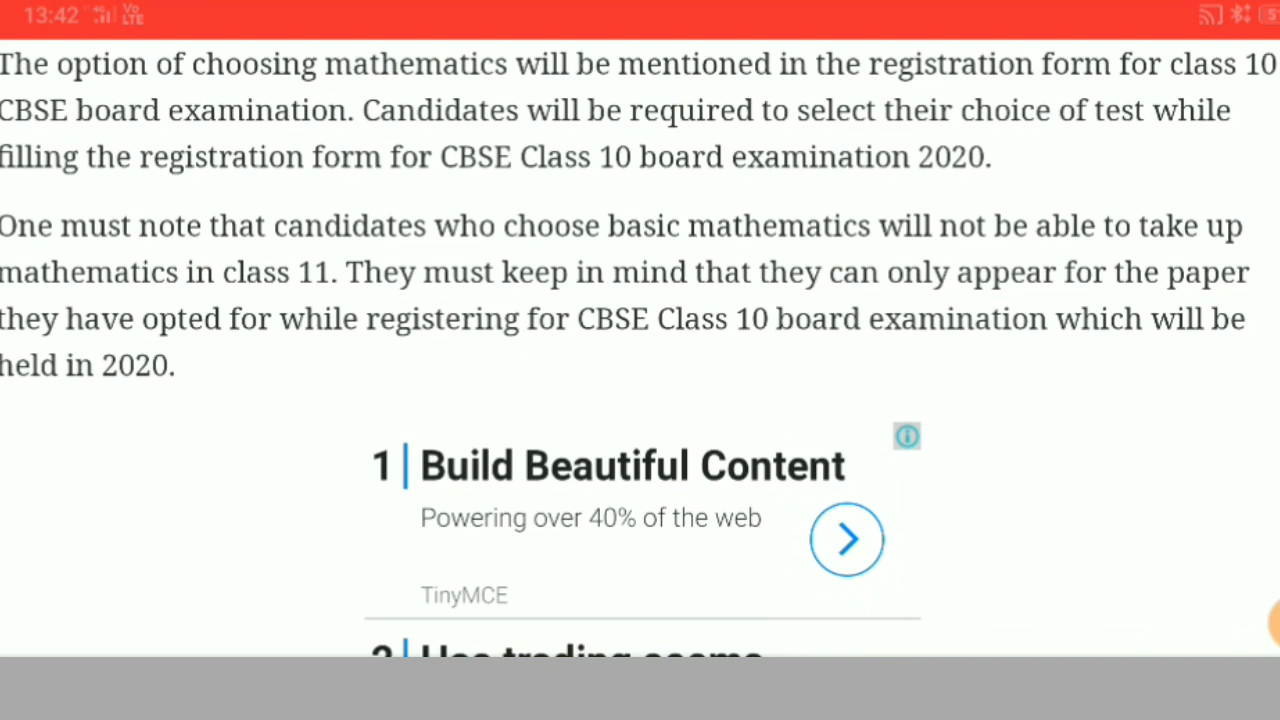 13:42 4G Vo LTE
The option of choosing mathematics will be mentioned in the registration form for class 10
CBSE board examination. Candidates will be required to select their choice of test while
filling the registration form for CBSE Class 10 board examination 2020.
One must note that candidates who choose basic mathematics will not be able to take up
mathematics in class 11. They must keep in mind that they can only appear for the paper
they have opted for while registering for CBSE Class 10 board examination which will be
held in 2020.
1 Build Beautiful Content
Powering over 40% of the web
TinyMCE